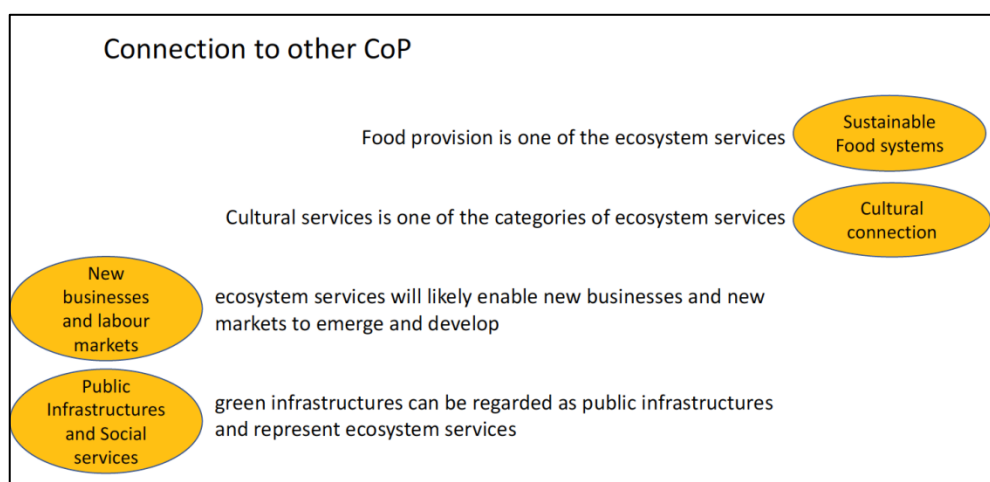 Connection to other CoP
Food provision is one of the ecosystem services
Sustainable
Food systems
Cultural services is one of the categories of ecosystem services
Cultural
connection
New
businesses
and labour
markets
ecosystem services will likely enable new businesses and new
markets to emerge and develop
Public
Infrastructures
and Social
services
green infrastructures can be regarded as public infrastructures
and represent ecosystem services